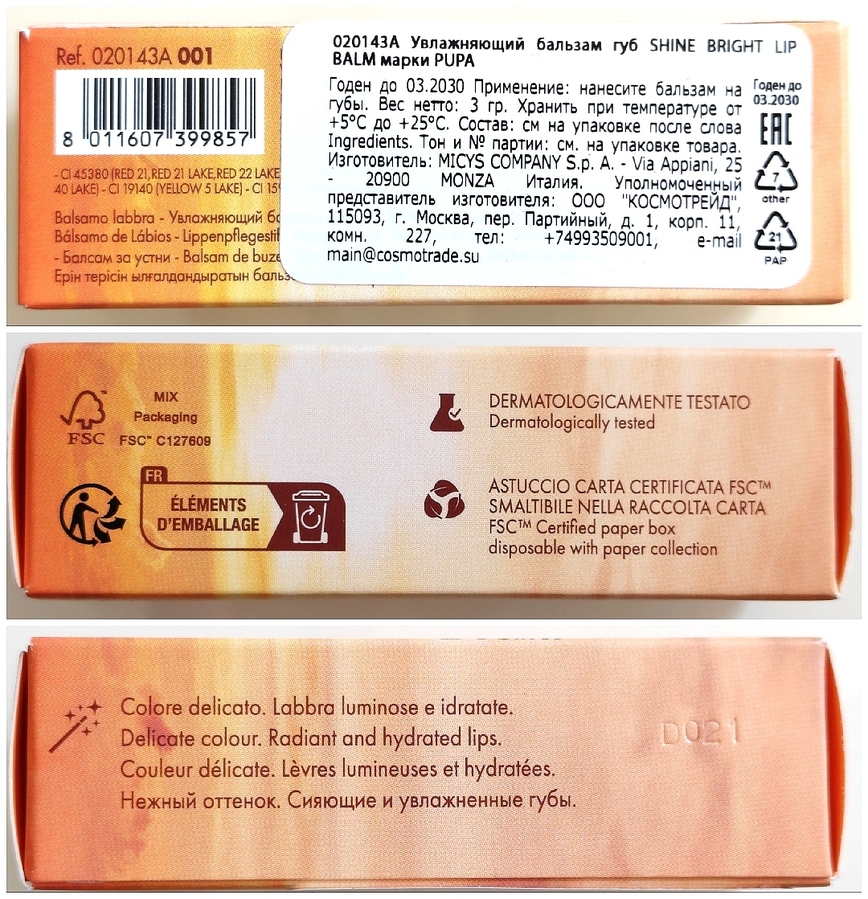 Ref. 020143A 001
8 011607 399857
- CI 45380 (RED 21,RED 21 LAKE,RED 22 LAKE
40 LAKE) - CI 19140 (YELLOW 5 LAKE) - CI
Balsamo labbra - Увлажняющий
Bálsamo de Lábios -
- Балсам за устни - Balsam de
Ерін терісін ылғалдандыратын
020143A Увлажняющий бальзам губ SHINE BRIGHT LIP
BALM марки PUPA
Годен до 03.2030 Применение: нанесите бальзам на
губы. Вес нетто: 3 гр. Хранить при температуре от
+5°C до +25°C. Состав: см на упаковке после слова
Ingredients. Тон и № партии: см. на упаковке товара.
Изготовитель: MICYS COMPANY S.p. A. - Via Appiani, 25
- 20900 MONZA Италия. Уполномоченный
представитель изготовителя: ООО "КОСМОТРЕЙД",
115093, г. Москва, пер. Партийный, д. 1, корп. 11,
комн. 227, тел: +74993509001, e-mail
main@cosmotrade.su
Годен до
03.2030
EAC
7
other
21
PAP
FSC
MIX
Packaging
FSC™ C127609
FR
ÉLÉMENTS
D'EMBALLAGE
DERMATOLOGICAMENTE TESTATO
Dermatologically tested
ASTUCCIO CARTA CERTIFICATA FSC™
SMALTIBILE NELLA RACCOLTA CARTA
FSC™ Certified paper box
disposable with paper collection
Colore delicato. Labbra luminose e idratate.
Delicate colour. Radiant and hydrated lips.
Couleur délicate. Lèvres lumineuses et hydratées.
Нежный оттенок. Сияющие и увлажненные губы.
D021